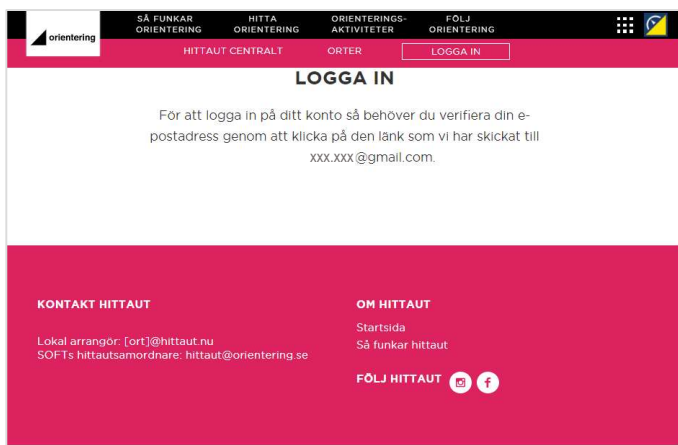 orientering
SÅ FUNKAR ORIENTERING
HITTA ORIENTERING
ORIENTERINGS-
AKTIVITETER
FÖLJ ORIENTERING
HITTAUT CENTRALT
ORTER
LOGGA IN
LOGGA IN
För att logga in på ditt konto så behöver du verifiera din e-
postadress genom att klicka på den länk som vi har skickat till
xxx.xxx@gmail.com.
KONTAKT HITTAUT
Lokal arrangör: [ort]@hittaut.nu
SOFTs hittautsamordnare: hittaut@orientering.se
OM HITTAUT
Startsida
Så funkar hittaut
FÖLJ HITTAUT